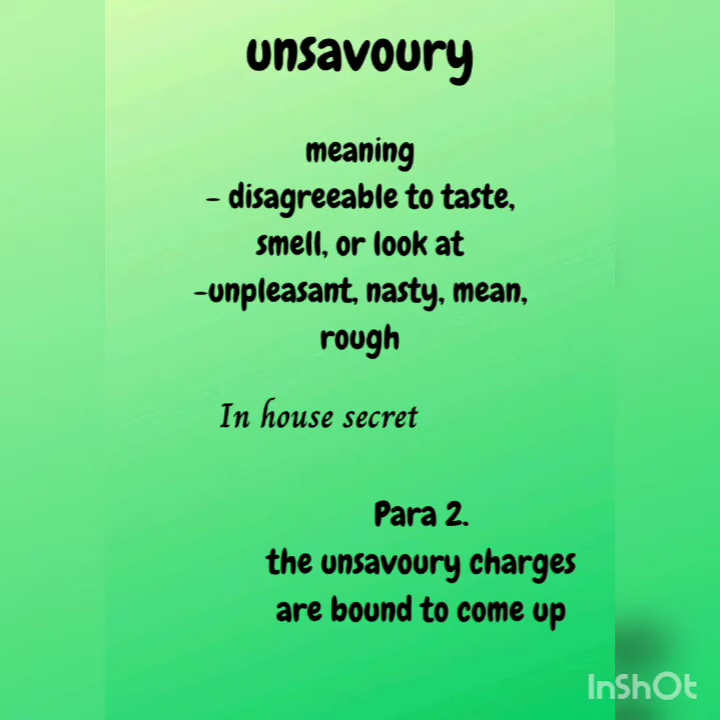 unsavoury
meaning
- disagreeable to taste,
smell, or look at
-unpleasant, nasty, mean,
rough
In house secret
Para 2.
the unsavoury charges
are bound to come up
InShOt